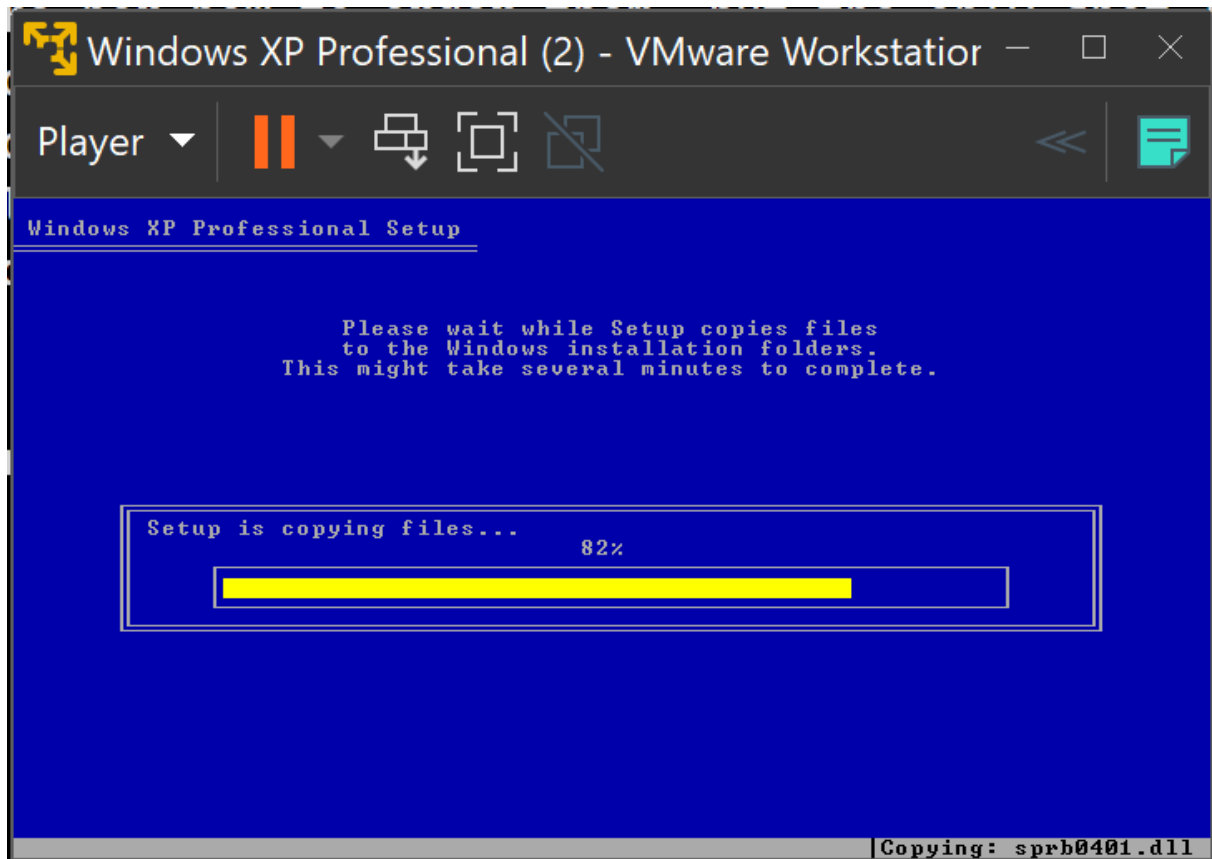 Windows XP Professional (2) - VMware Workstation
Player
Windows XP Professional Setup
Please wait while Setup copies files
to the Windows installation folders.
This might take several minutes to complete.
Setup is copying files...
82%
Copying: sprb0401.dll